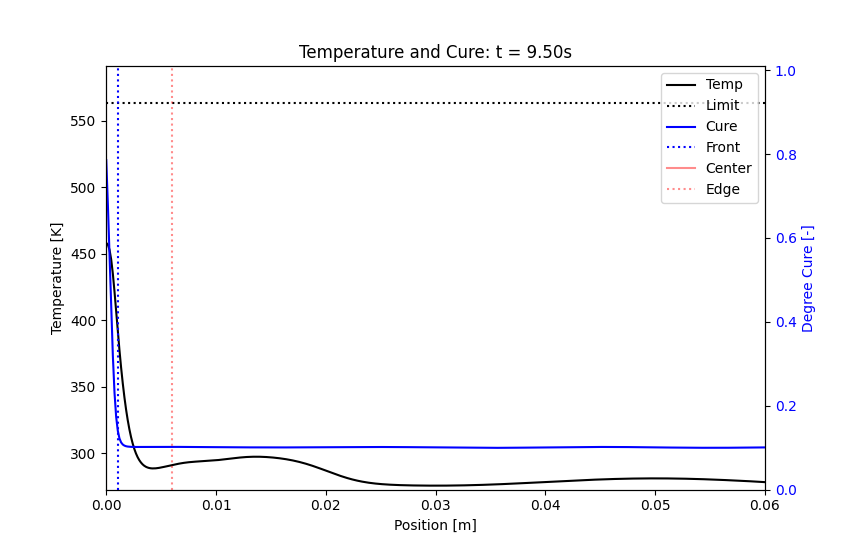 Temperature and Cure: t = 9.50s
Temp
Limit
Cure
Front
Center
Edge
Temperature [K]
550
500
450
400
350
300
Degree Cure [-]
1.0
0.8
0.6
0.4
0.2
0.0
0.00 0.01 0.02 0.03 0.04 0.05 0.06
Position [m]